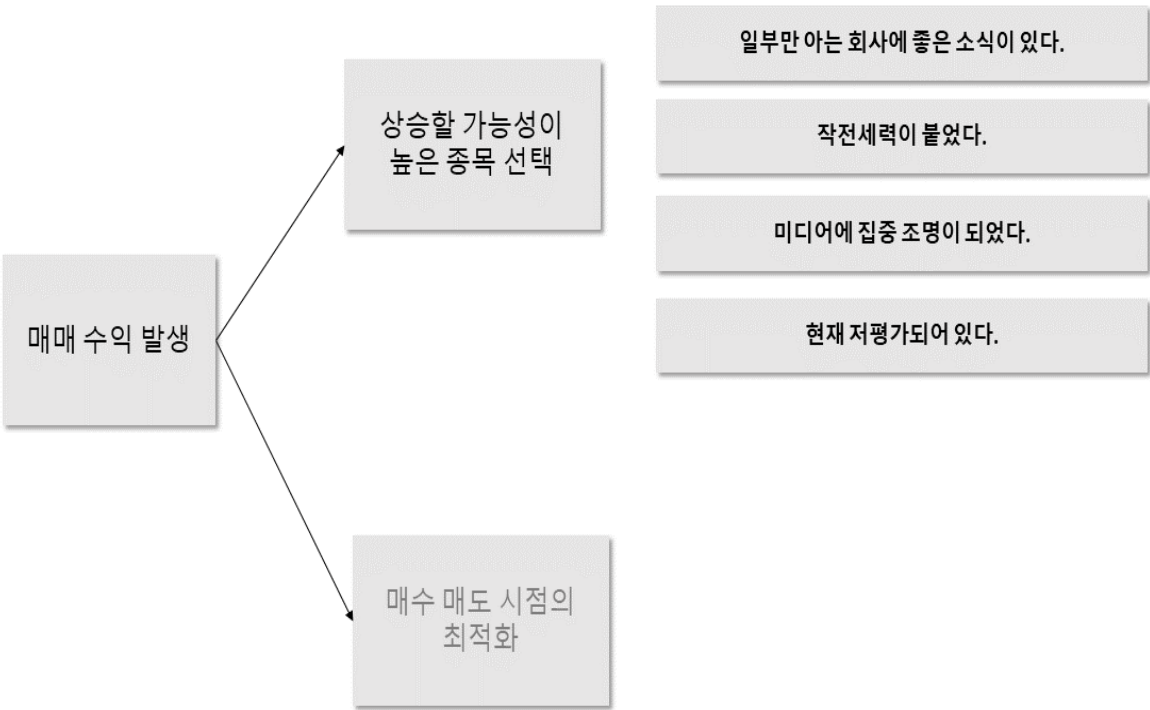 매매 수익 발생
상승할 가능성이
높은 종목 선택
매수 매도 시점의
최적화
일부만 아는 회사에 좋은 소식이 있다.
작전세력이 붙었다.
미디어에 집중 조명이 되었다.
현재 저평가되어 있다.